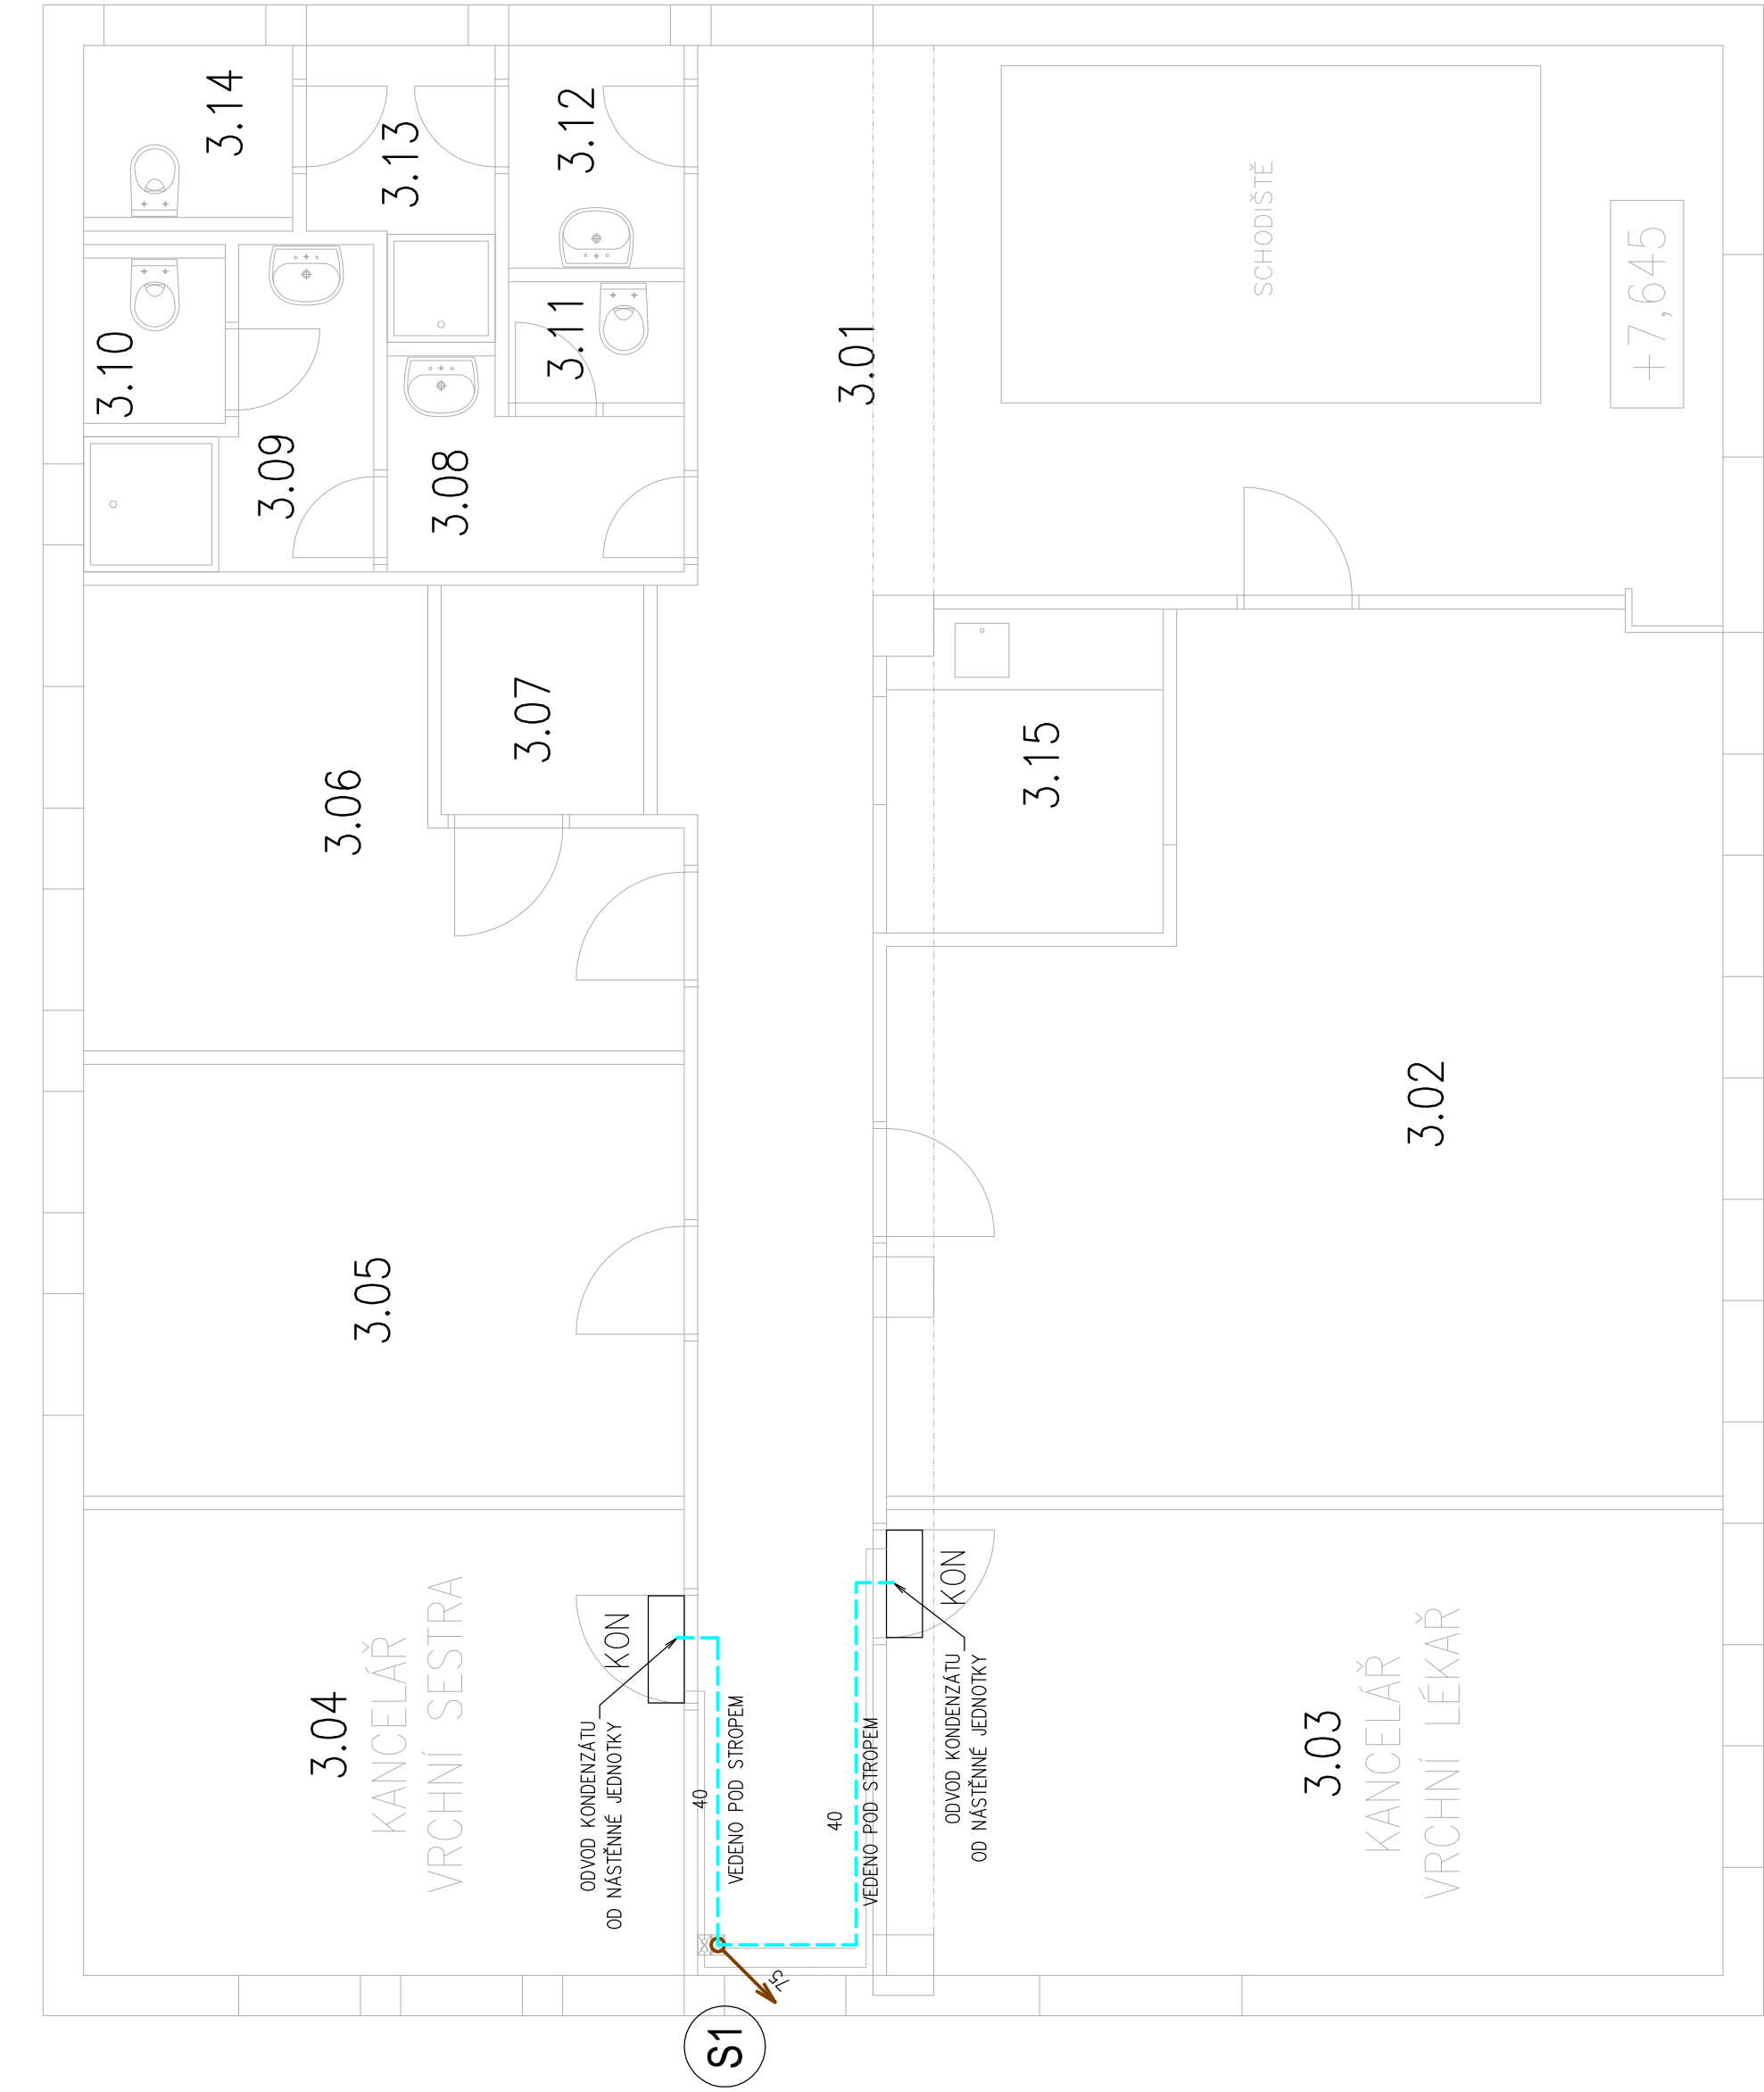 3.14
3.13
3.12
3.11
3.10
3.09
3.08
3.01
SCHODIŠTĚ
+7,645
3.07
3.06
3.15
3.05
3.02
3.04
KANCELÁŘ
VRCHNÍ SESTRA
KON
ODVOD KONDENZÁTU
OD NÁSTĚNNÉ JEDNOTKY
40
VEDENO POD STROPEM
40
VEDENO POD STROPEM
KON
ODVOD KONDENZÁTU
OD NÁSTĚNNÉ JEDNOTKY
3.03
KANCELÁŘ
VRCHNÍ LÉKAŘ
75
S1